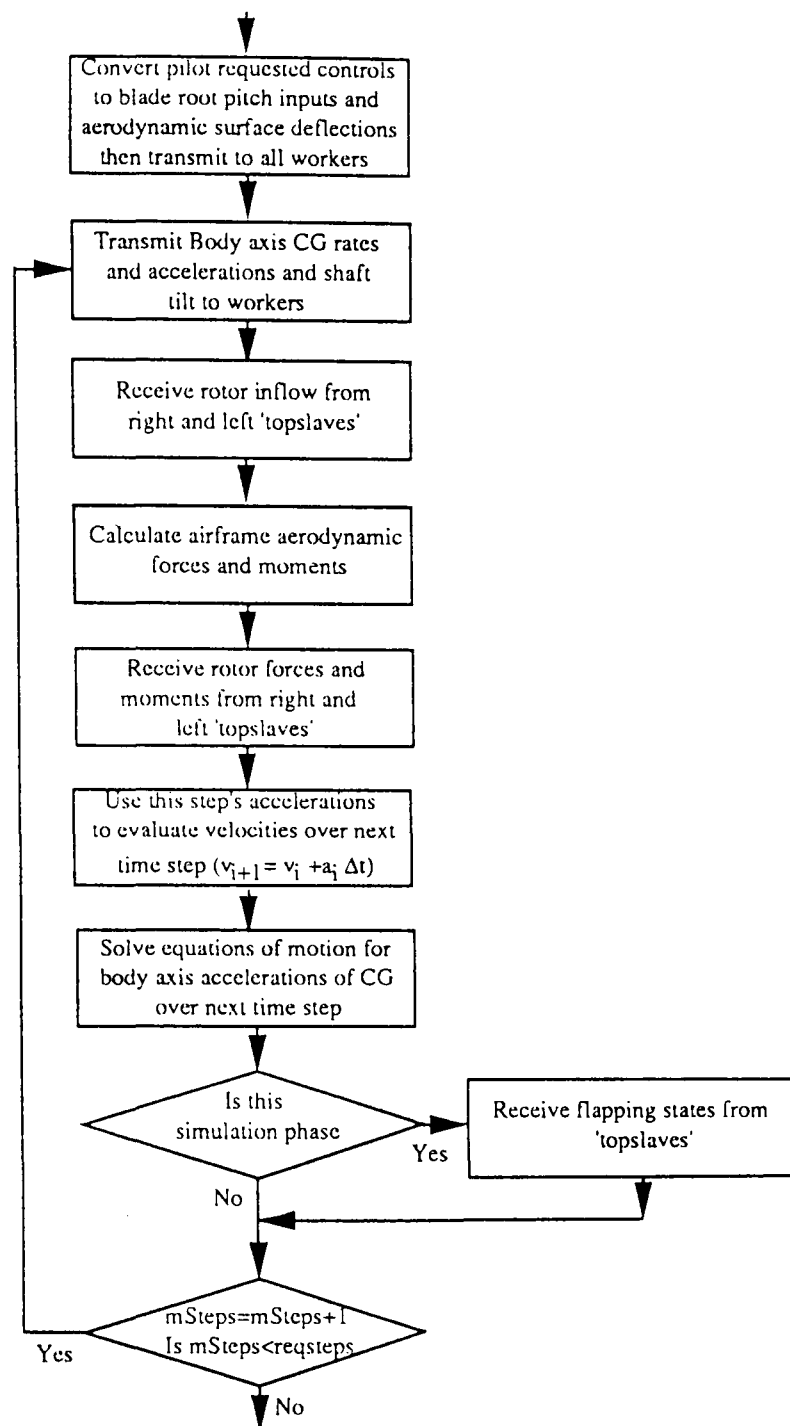 Convert pilot requested controls
to blade root pitch inputs and
aerodynamic surface deflections
then transmit to all workers
Transmit Body axis CG rates
and accelerations and shaft
tilt to workers
Receive rotor inflow from
right and left 'topslaves'
Calculate airframe aerodynamic
forces and moments
Receive rotor forces and
moments from right and
left 'topslaves'
Use this step's accelerations
to evaluate velocities over next
time step (v_{i+1} = v_i + a_i Δt)
Solve equations of motion for
body axis accelerations of CG
over next time step
Is this
simulation phase
Yes
Receive flapping states from
'topslaves'
No
mSteps=mSteps+1
Is mSteps<reqsteps
Yes
No